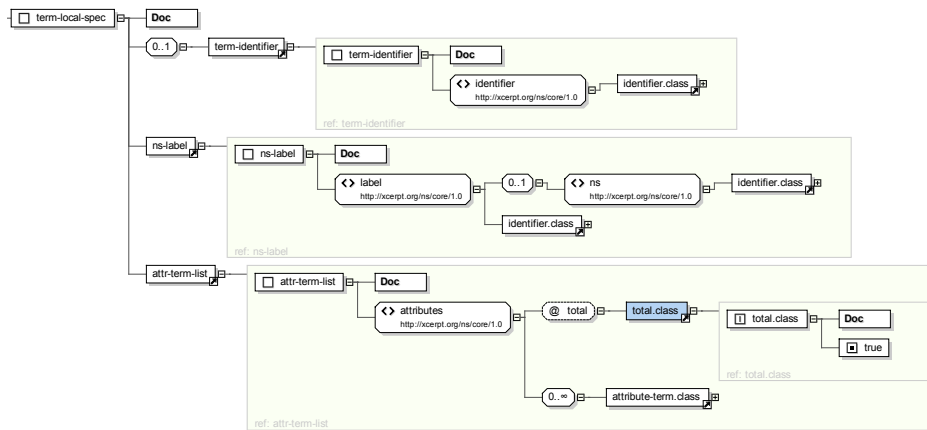 term-local-spec
Doc
0..1
term-identifier
term-identifier
Doc
<> identifier
http://xcerpt.org/ns/core/1.0
identifier.class
ref: term-identifier
ns-label
ns-label
Doc
<> label
http://xcerpt.org/ns/core/1.0
0..1
<> ns
http://xcerpt.org/ns/core/1.0
identifier.class
identifier.class
ref: ns-label
attr-term-list
attr-term-list
Doc
<> attributes
http://xcerpt.org/ns/core/1.0
@ total
total.class
total.class
Doc
true
ref: total.class
0..∞
attribute-term.class
ref: attr-term-list